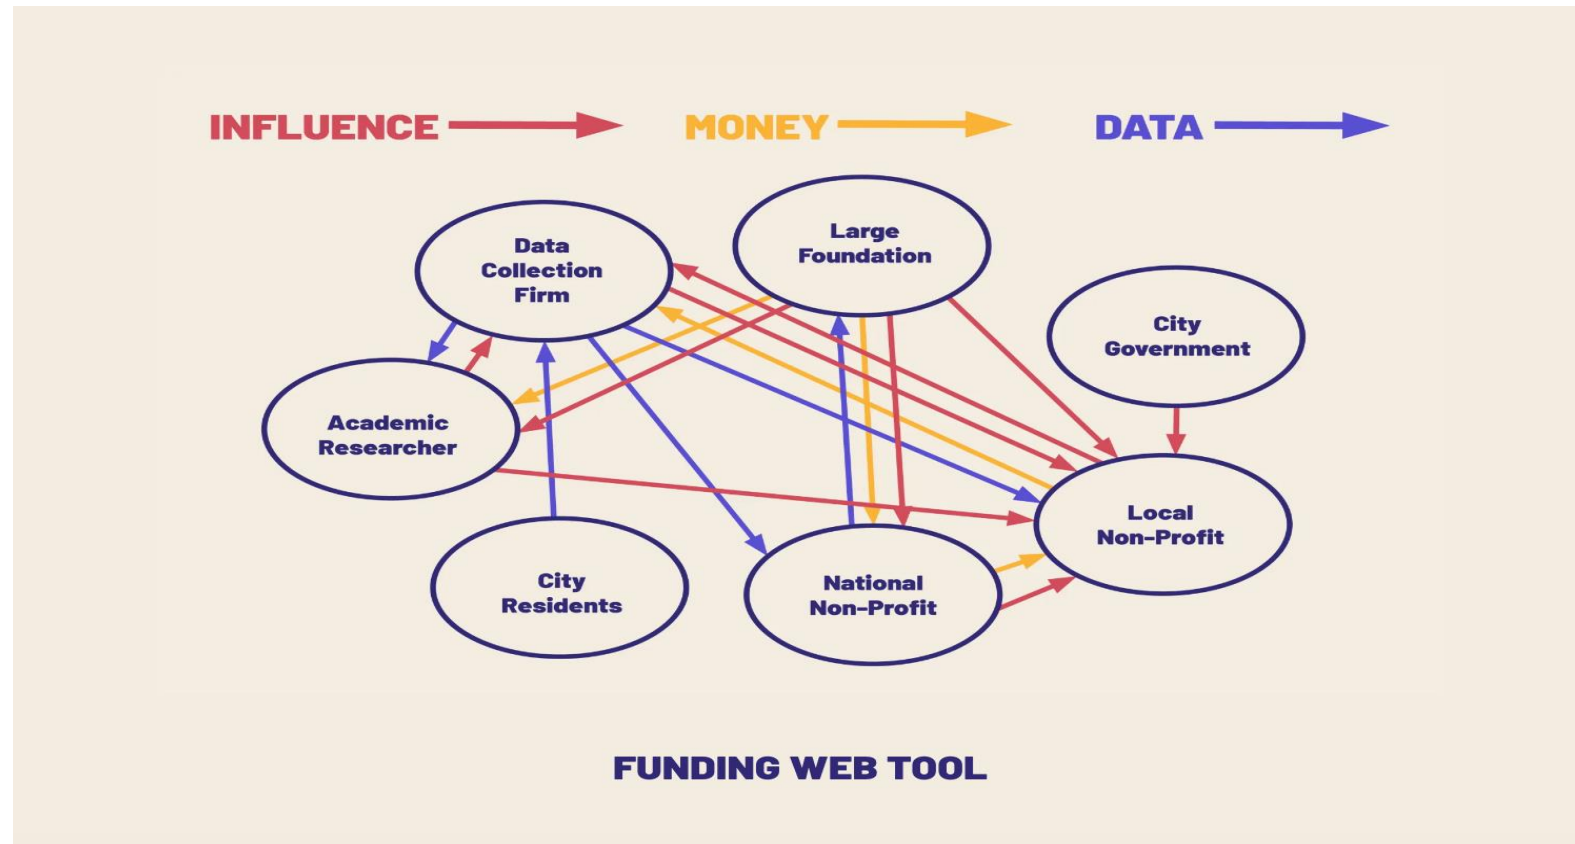 INFLUENCE
MONEY
DATA
Data
Collection
Firm
Large
Foundation
City
Government
Academic
Researcher
Local
Non-Profit
City
Residents
National
Non-Profit
FUNDING WEB TOOL